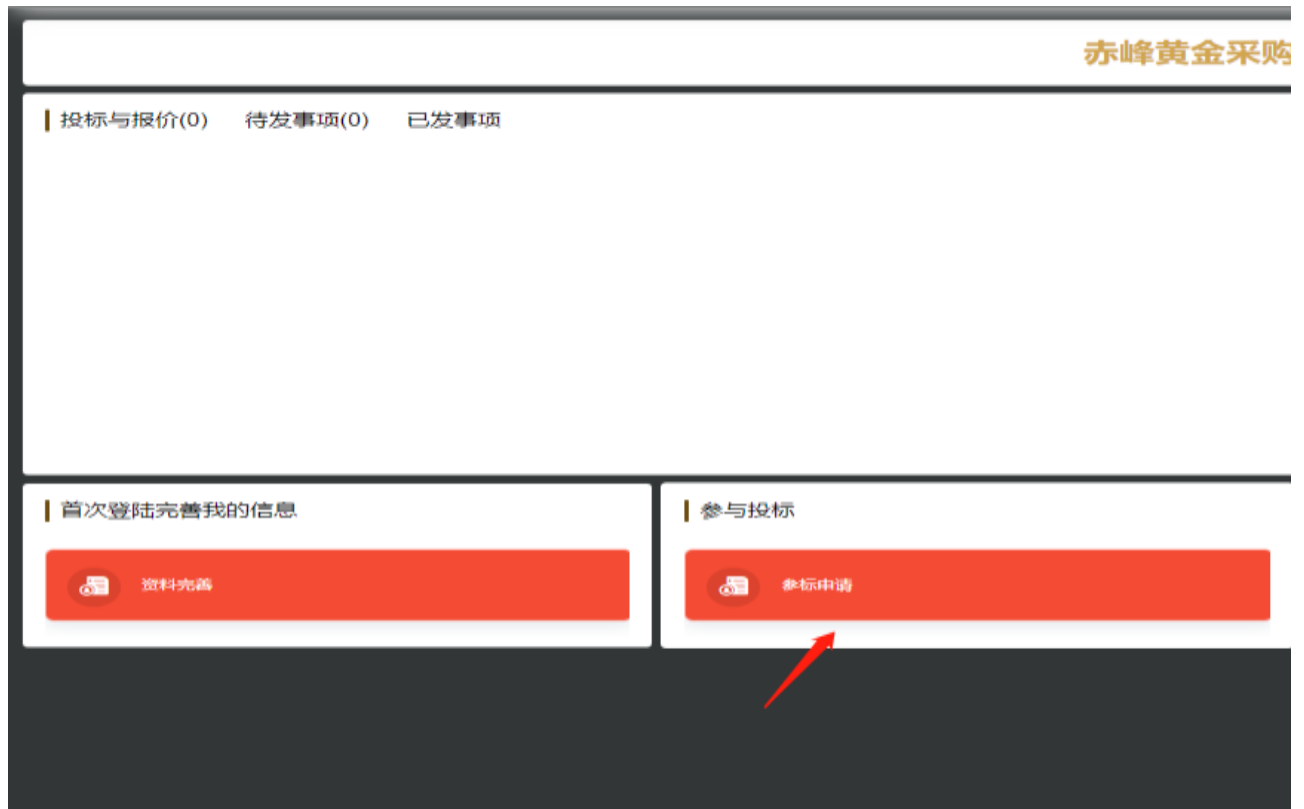 赤峰黄金采购
投标与报价(0) 待发事项(0) 已发事项
首次登陆完善我的信息 参与投标
资料完善 参标申请